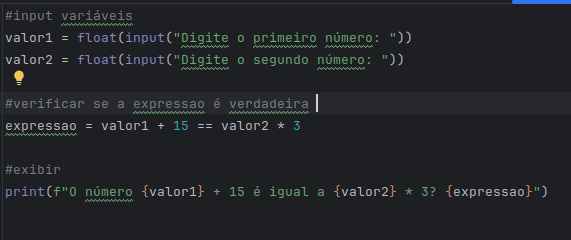 #input variáveis
valor1 = float(input("Digite o primeiro número: "))
valor2 = float(input("Digite o segundo número: "))
#verificar se a expressao é verdadeira
expressao = valor1 + 15 == valor2 * 3
#exibir
print(f"O número {valor1} + 15 é igual a {valor2} * 3? {expressao}")